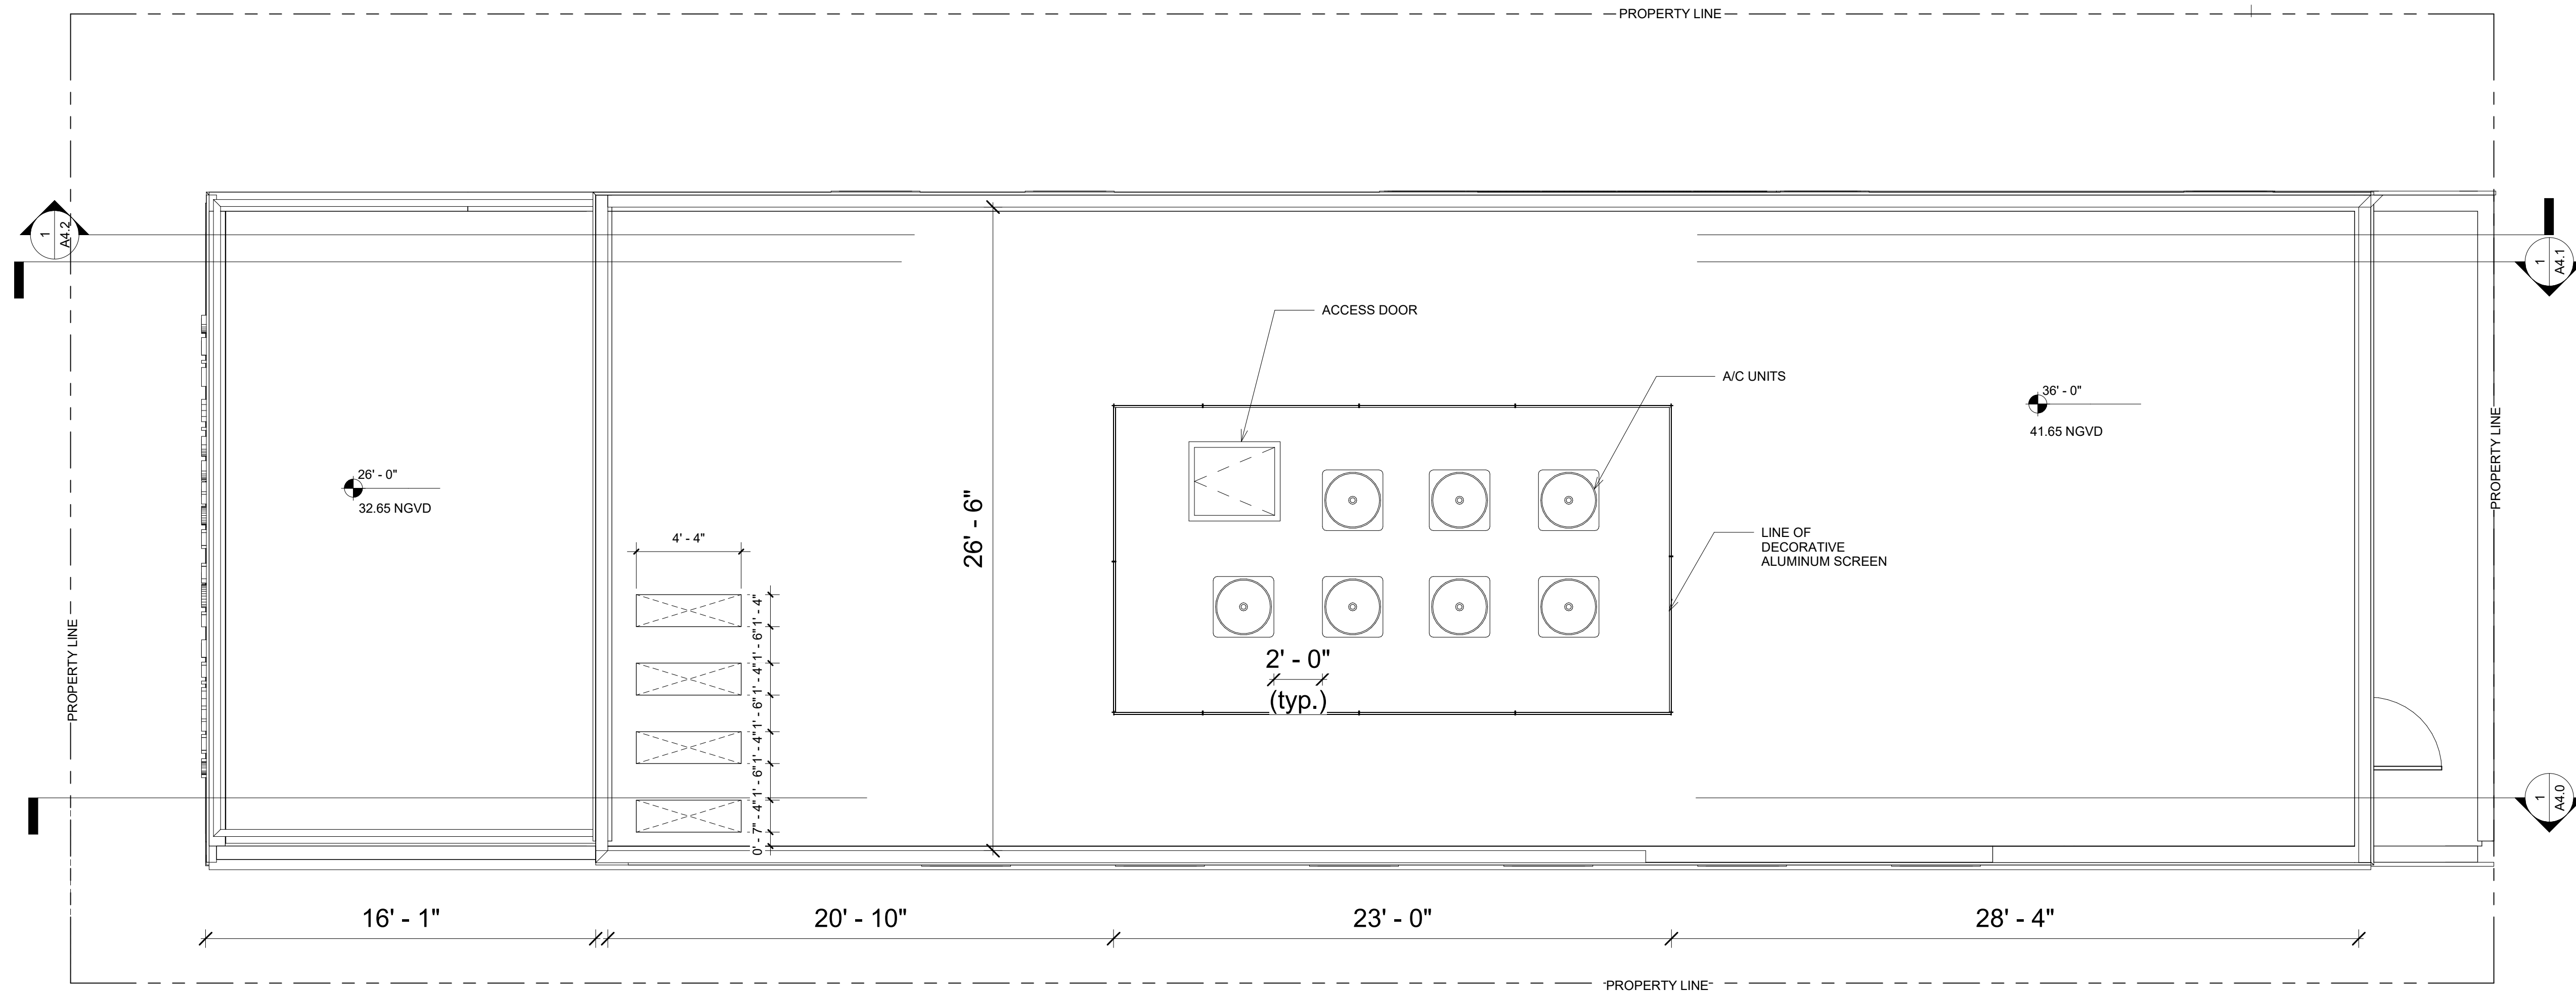 PROPERTY LINE
1
A4.2
1
A4.1
ACCESS DOOR
A/C UNITS
36' - 0"
41.65 NGVD
PROPERTY LINE
26' - 0"
32.65 NGVD
26' - 6"
LINE OF
DECORATIVE
ALUMINUM SCREEN
4' - 4"
1' - 4"
1' - 6"
1' - 4"
1' - 6"
1' - 4"
1' - 6"
1' - 4"
0' - 7"
2' - 0"
(typ.)
PROPERTY LINE
1
A4.0
16' - 1"
20' - 10"
23' - 0"
28' - 4"
PROPERTY LINE